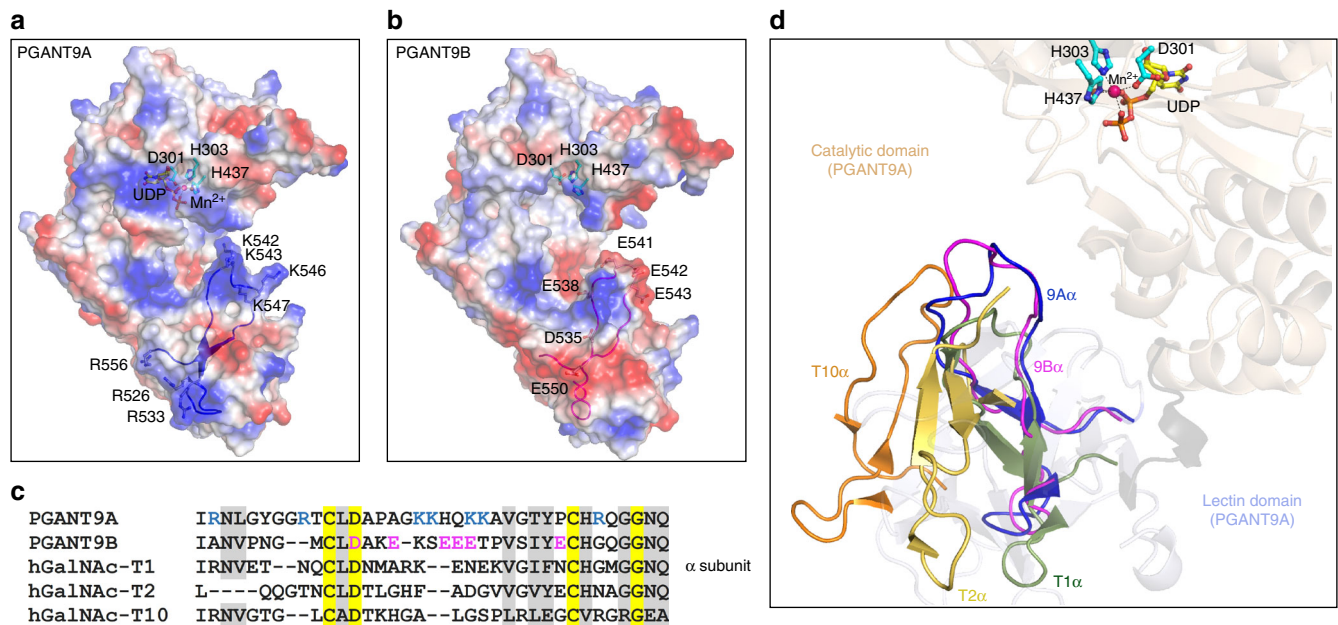 a
PGANT9A
D301
H303
H437
UDP
Mn2+
K542
K543
K546
K547
R556
R526
R533
b
PGANT9B
D301
H303
H437
E541
E542
E538
E543
D535
E550
c
PGANT9A IRNLGYGGRTCLDAPAGKKHQKKAVGTYPCHRQGGNQ
PGANT9B IANVPNG--MCLDAKE-KSEEETPVSIYECHGQGGNQ
hGalNAc-T1 IRNVET--NQCLDNMARK--ENEKVGIFNCHGMGGNQ
hGalNAc-T2 L----QQGTNCLDTLGHF--ADGVVGVYECHNAGGNQ
hGalNAc-T10 IRNVGTG--LCADTKHGA--LGSPLRLEGCVRGRGEA
α subunit
d
H303
D301
Mn2+
H437
UDP
Catalytic domain
(PGANT9A)
9Aα
9Bα
T10α
Lectin domain
(PGANT9A)
T1α
T2α